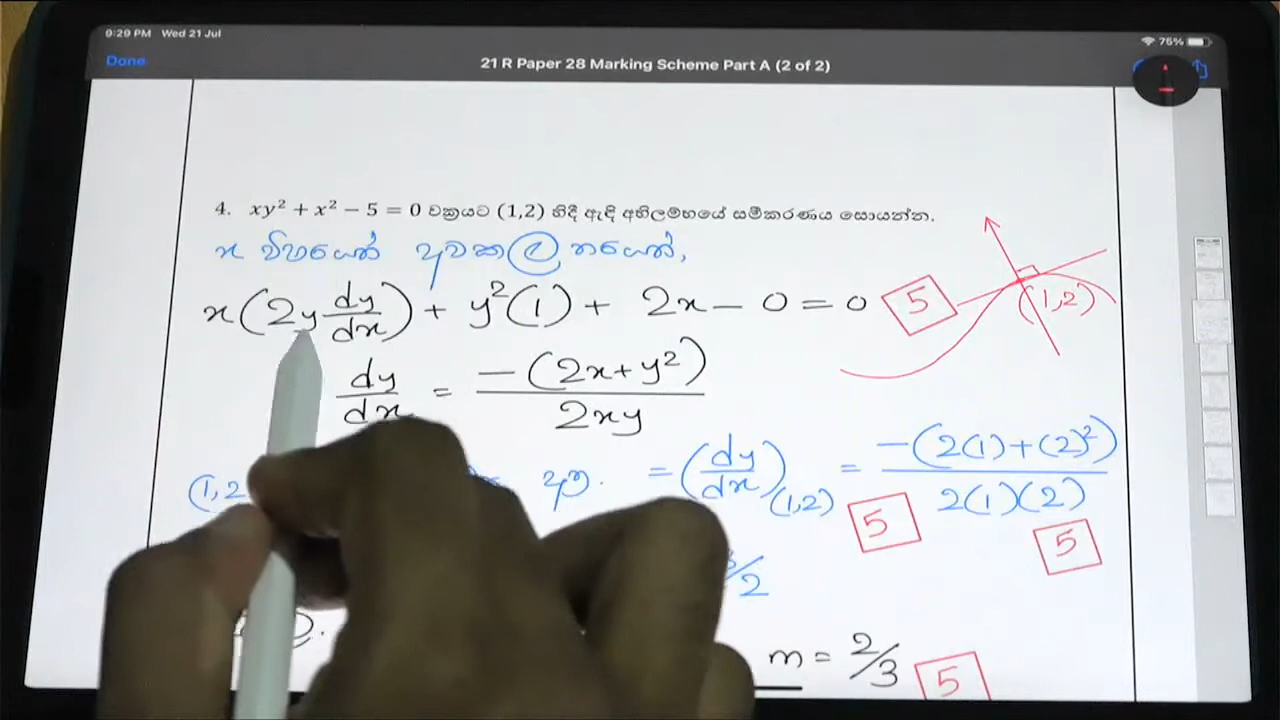 9:29 PM Wed 21 Jul
75%
Done
21 R Paper 28 Marking Scheme Part A (2 of 2)
4. xy² + x² − 5 = 0 වක්‍රයට (1,2) හිදී ඇඳි අභිලම්භයේ සමීකරණය සොයන්න.
x විෂයෙන් අවකලනයෙන්,
x(2y dy/dx) + y²(1) + 2x − 0 = 0
5
(1,2)
dy/dx = −(2x+y²)/2xy
(1,2
= (dy/dx)(1,2) = −(2(1)+(2)²)/2(1)(2)
5
5
/2
m = 2/3
5